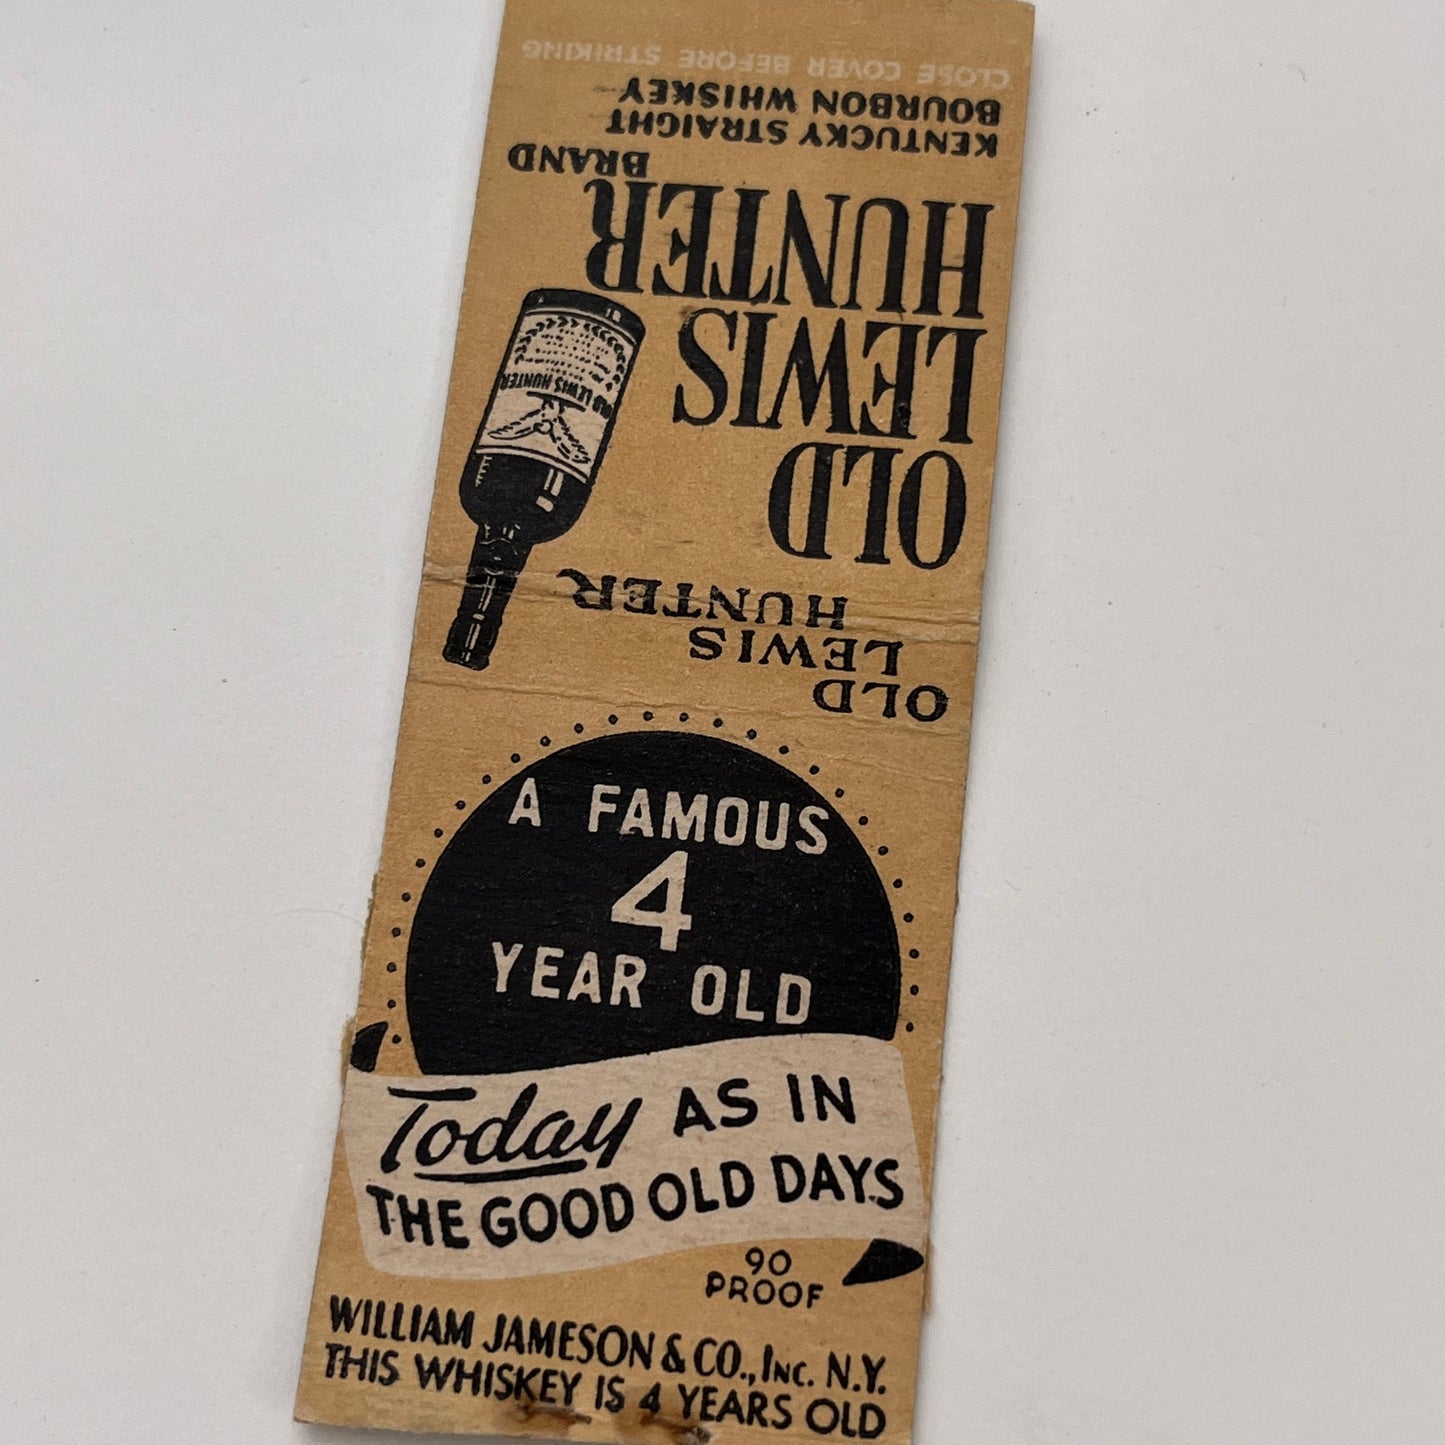 CLOSE COVER BEFORE STRIKING
A FAMOUS
4
YEAR OLD
Today AS IN
THE GOOD OLD DAYS
90
PROOF
WILLIAM JAMESON & CO., INC. N.Y.
THIS WHISKEY IS 4 YEARS OLD
OLD
LEWIS
HUNTER
OLD
LEWIS
HUNTER
BRAND
KENTUCKY STRAIGHT
BOURBON WHISKEY
OLD LEWIS HUNTER